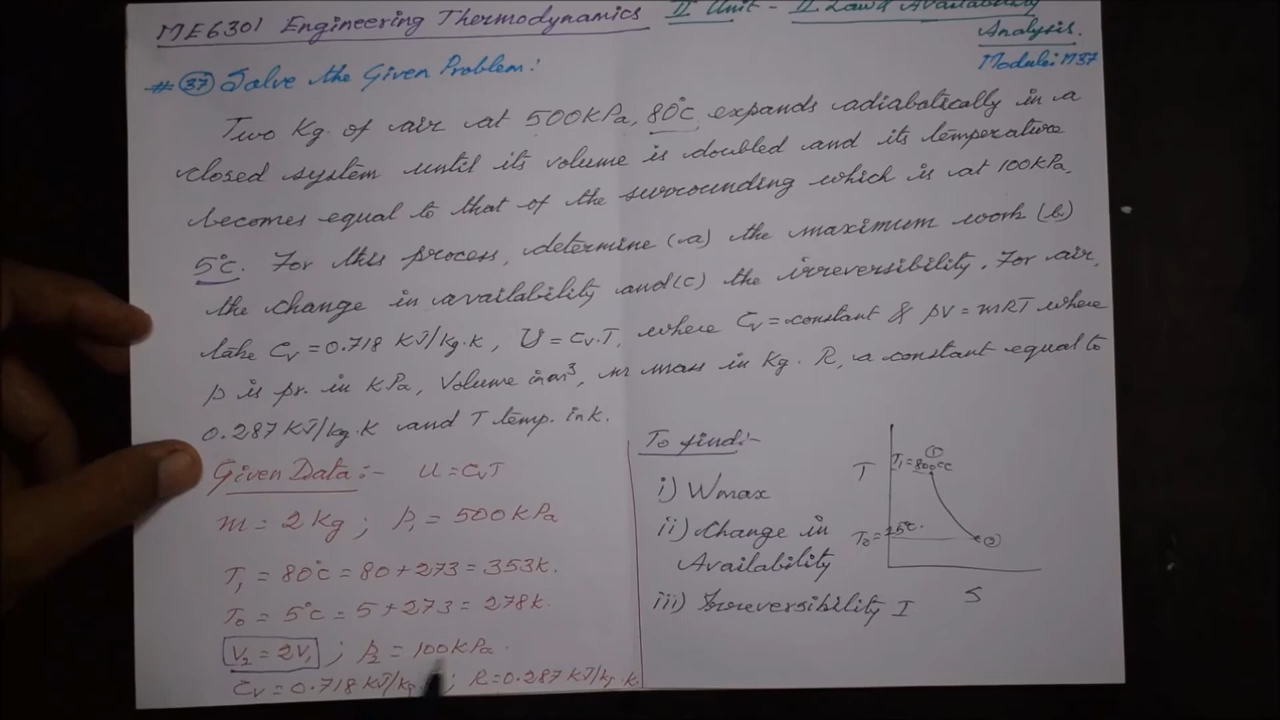 ME6301 Engineering Thermodynamics II Unit - II Law & Availability
Analysis.
Module: M37
# 37 Solve the Given Problem:
Two Kg. of air at 500KPa, 80°C expands adiabatically in a
closed system until its volume is doubled and its temperature
becomes equal to that of the surrounding which is at 100KPa,
5°C. For this process, determine (a) the maximum work (b)
the change in availability and (c) the irreversibility. For air,
take Cv = 0.718 KJ/kg.K, U = Cv.T, where Cv = constant & pV = mRT where
p is pr. in KPa, Volume in m³, m mass in Kg. R, a constant equal to
0.287 KJ/kg.K and T temp. in K.
Given Data:- U = CvT
m = 2 Kg ; P₁ = 500 KPa
T₁ = 80°C = 80 + 273 = 353K.
T₀ = 5°C = 5 + 273 = 278K.
V₂ = 2V₁ ; P₂ = 100KPa.
Cv = 0.718 KJ/kg ; R = 0.287 KJ/kg.K.
To find:-
i) Wmax
ii) Change in
Availability
iii) Irreversibility I
T
T₁=80°C
①
T₀=
②
S